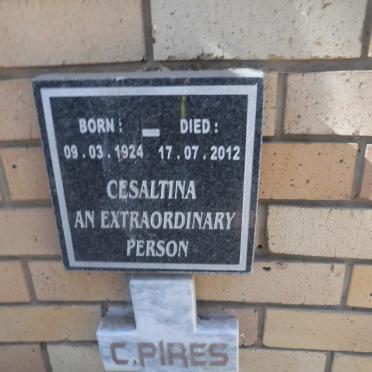 BORN : - DIED :
09.03.1924 17.07.2012
CESALTINA
AN EXTRAORDINARY
PERSON
C.PIRES